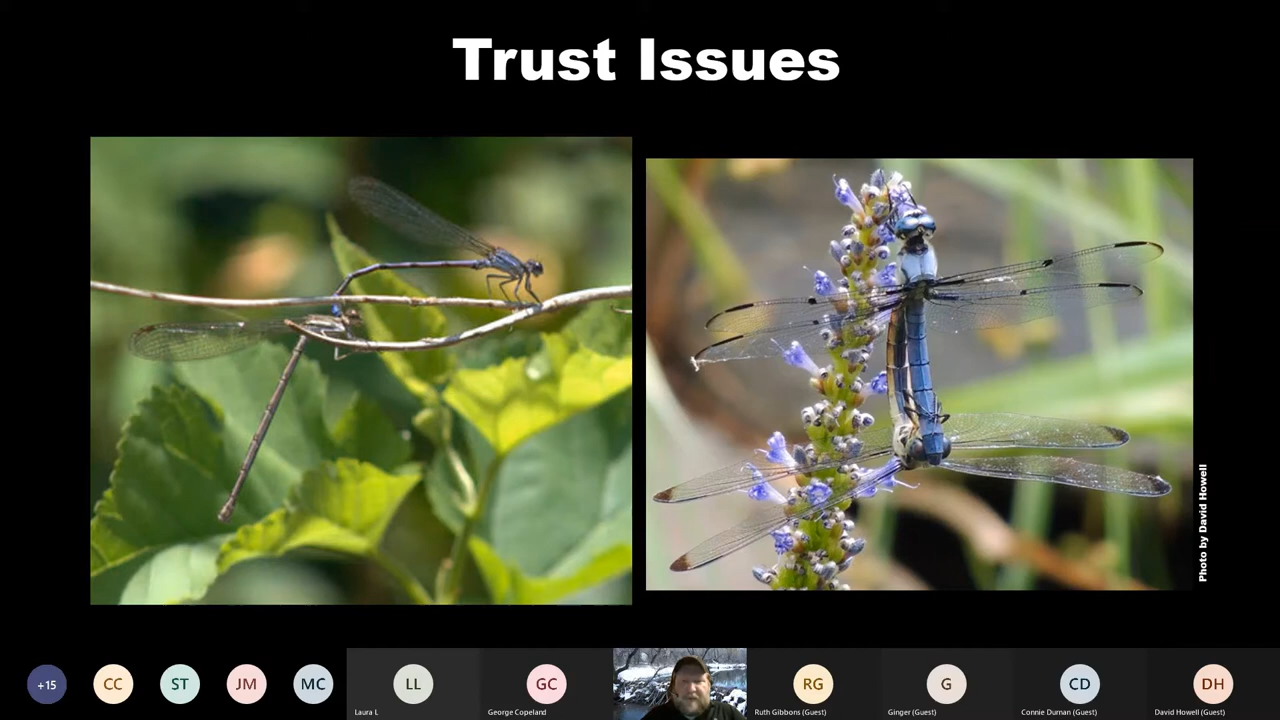 Trust Issues
Photo by David Howell
+15
CC
ST
JM
MC
LL
Laura L
GC
George Copeland
RG
Ruth Gibbons (Guest)
G
Ginger (Guest)
CD
Connie Durnan (Guest)
DH
David Howell (Guest)